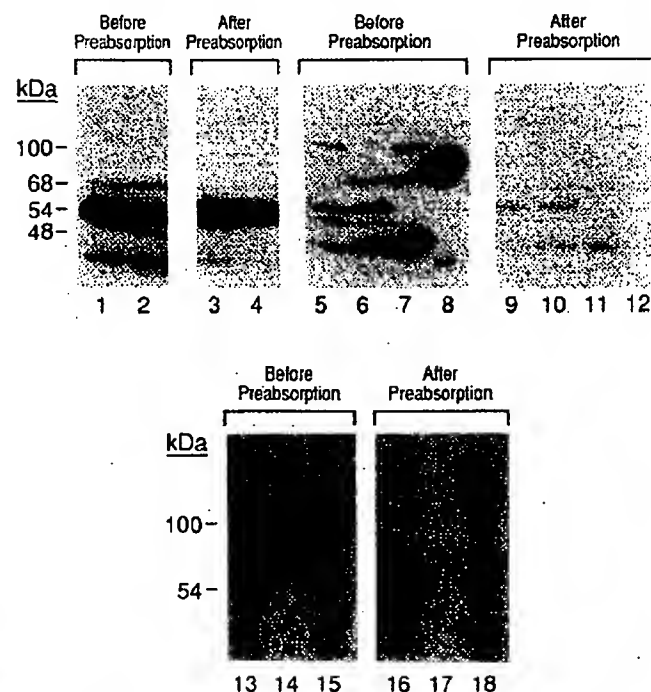 Before After Before After
Preabsorption Preabsorption Preabsorption Preabsorption
kDa
100-
68-
54-
48-
1 2 3 4 5 6 7 8 9 10 11 12
Before After
Preabsorption Preabsorption
kDa
100-
54-
13 14 15 16 17 18